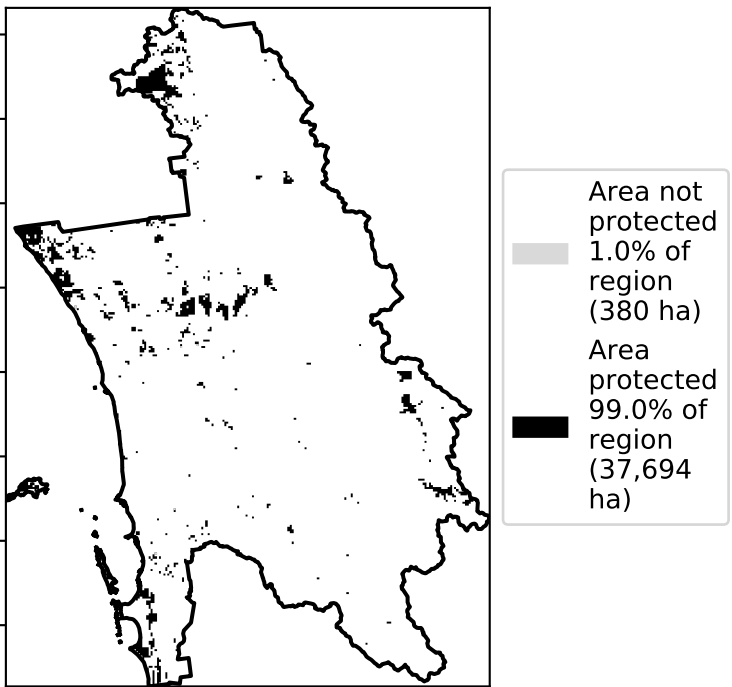 Area not
protected
1.0% of
region
(380 ha)
Area
protected
99.0% of
region
(37,694
ha)